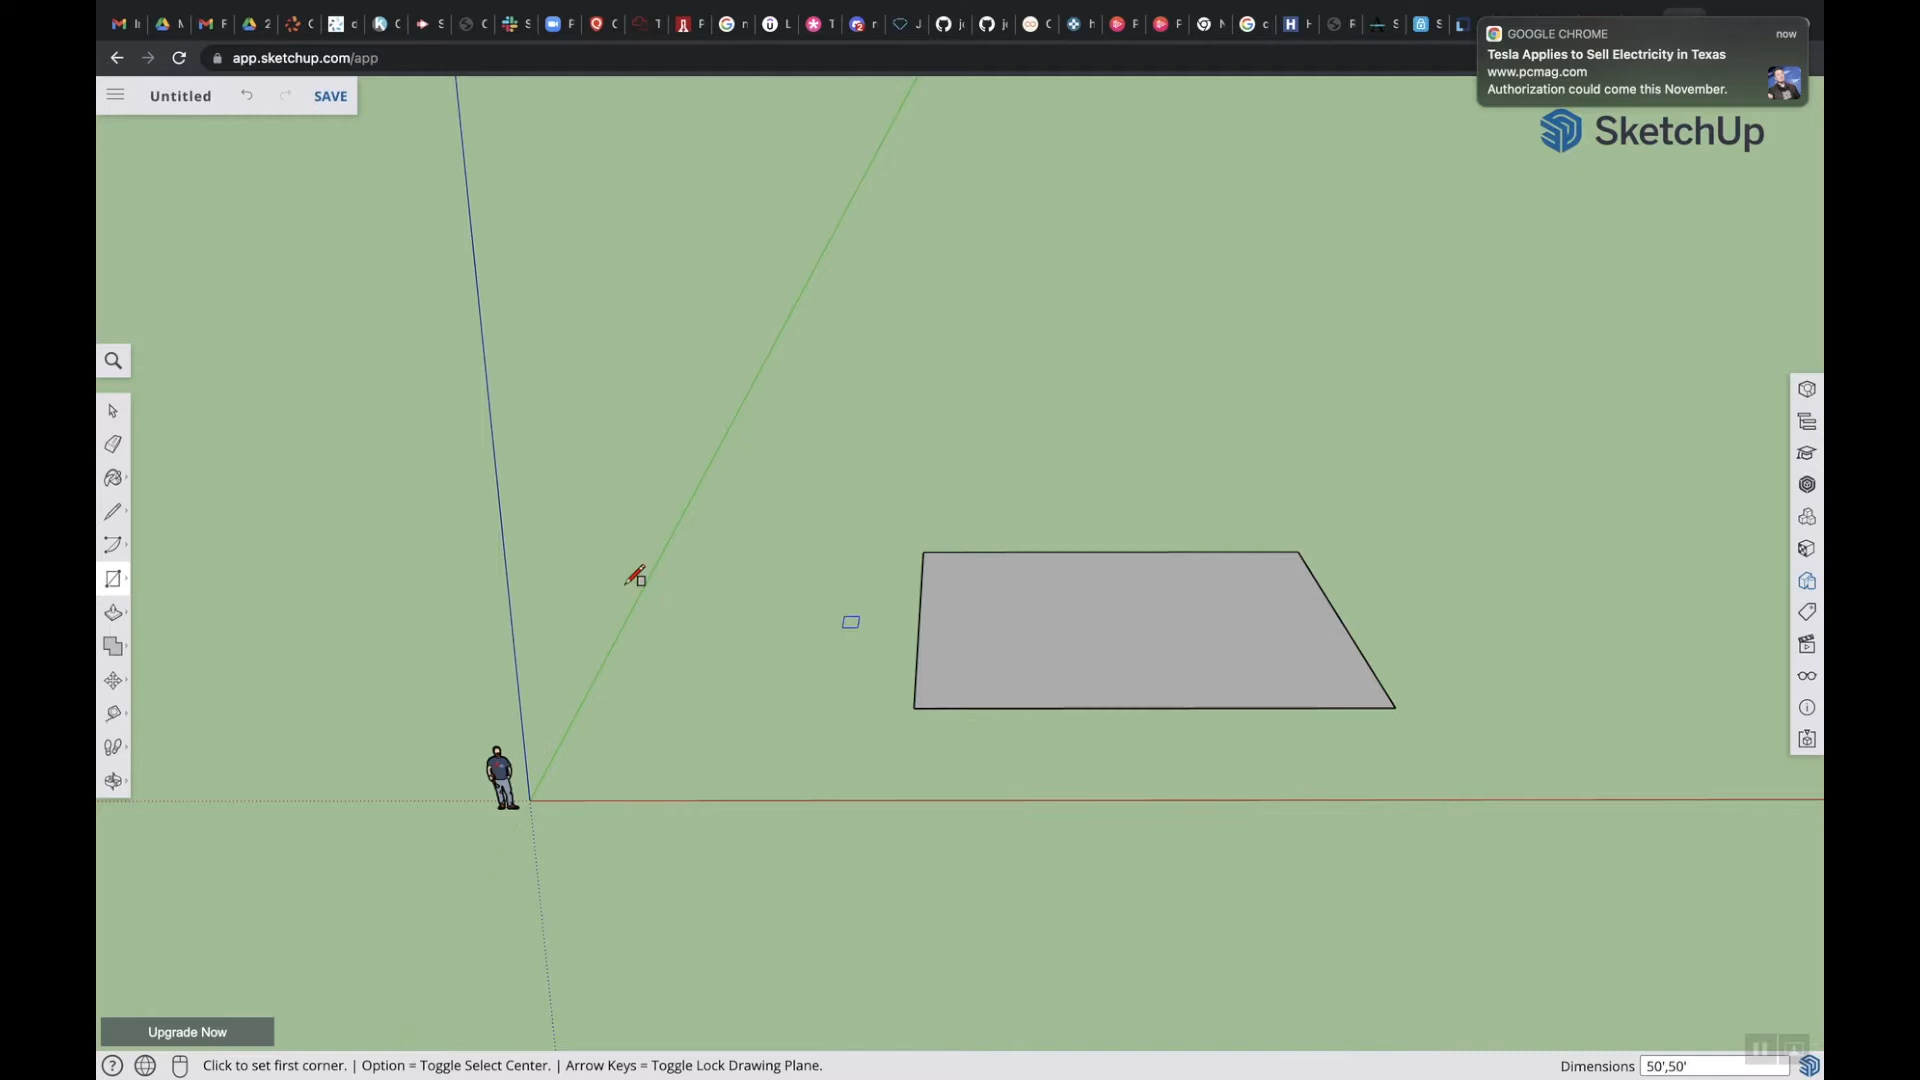 GOOGLE CHROME
now
Tesla Applies to Sell Electricity in Texas
www.pcmag.com
Authorization could come this November.
app.sketchup.com/app
Untitled
SAVE
SketchUp
Upgrade Now
Click to set first corner. | Option = Toggle Select Center. | Arrow Keys = Toggle Lock Drawing Plane.
Dimensions 50',50'